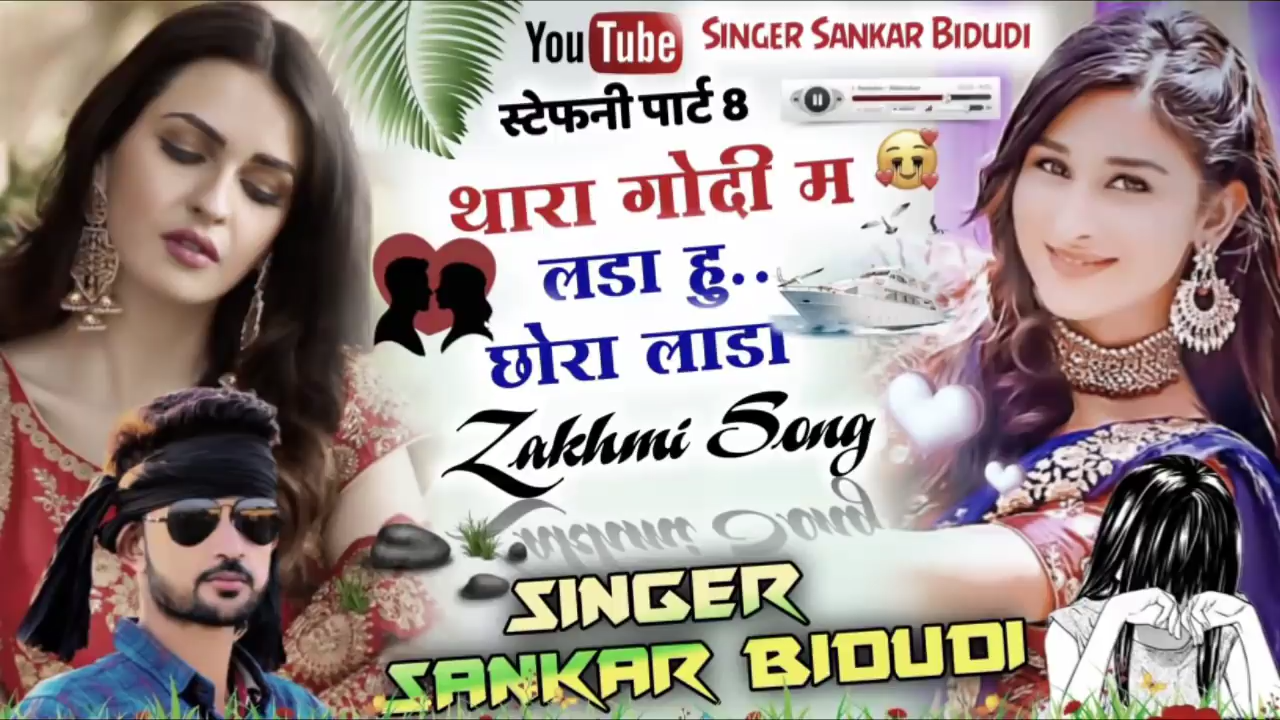 YouTube SINGER SANKAR BIDUDI
स्टेफनी पार्ट 8
थारा गोदी म
लडा हु..
छोरा लाडा
Zakhmi Song
SINGER
SANKAR BIDUDI